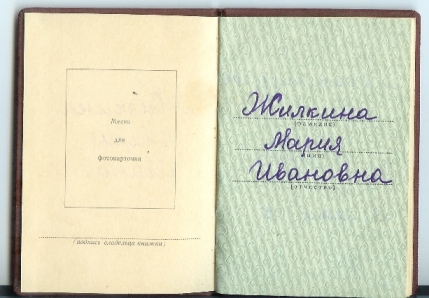 Место
для
фотокарточки
(подпись владельца книжки)
Жилкина
(фамилия)
Мария
(имя)
Ивановна
(отчество)